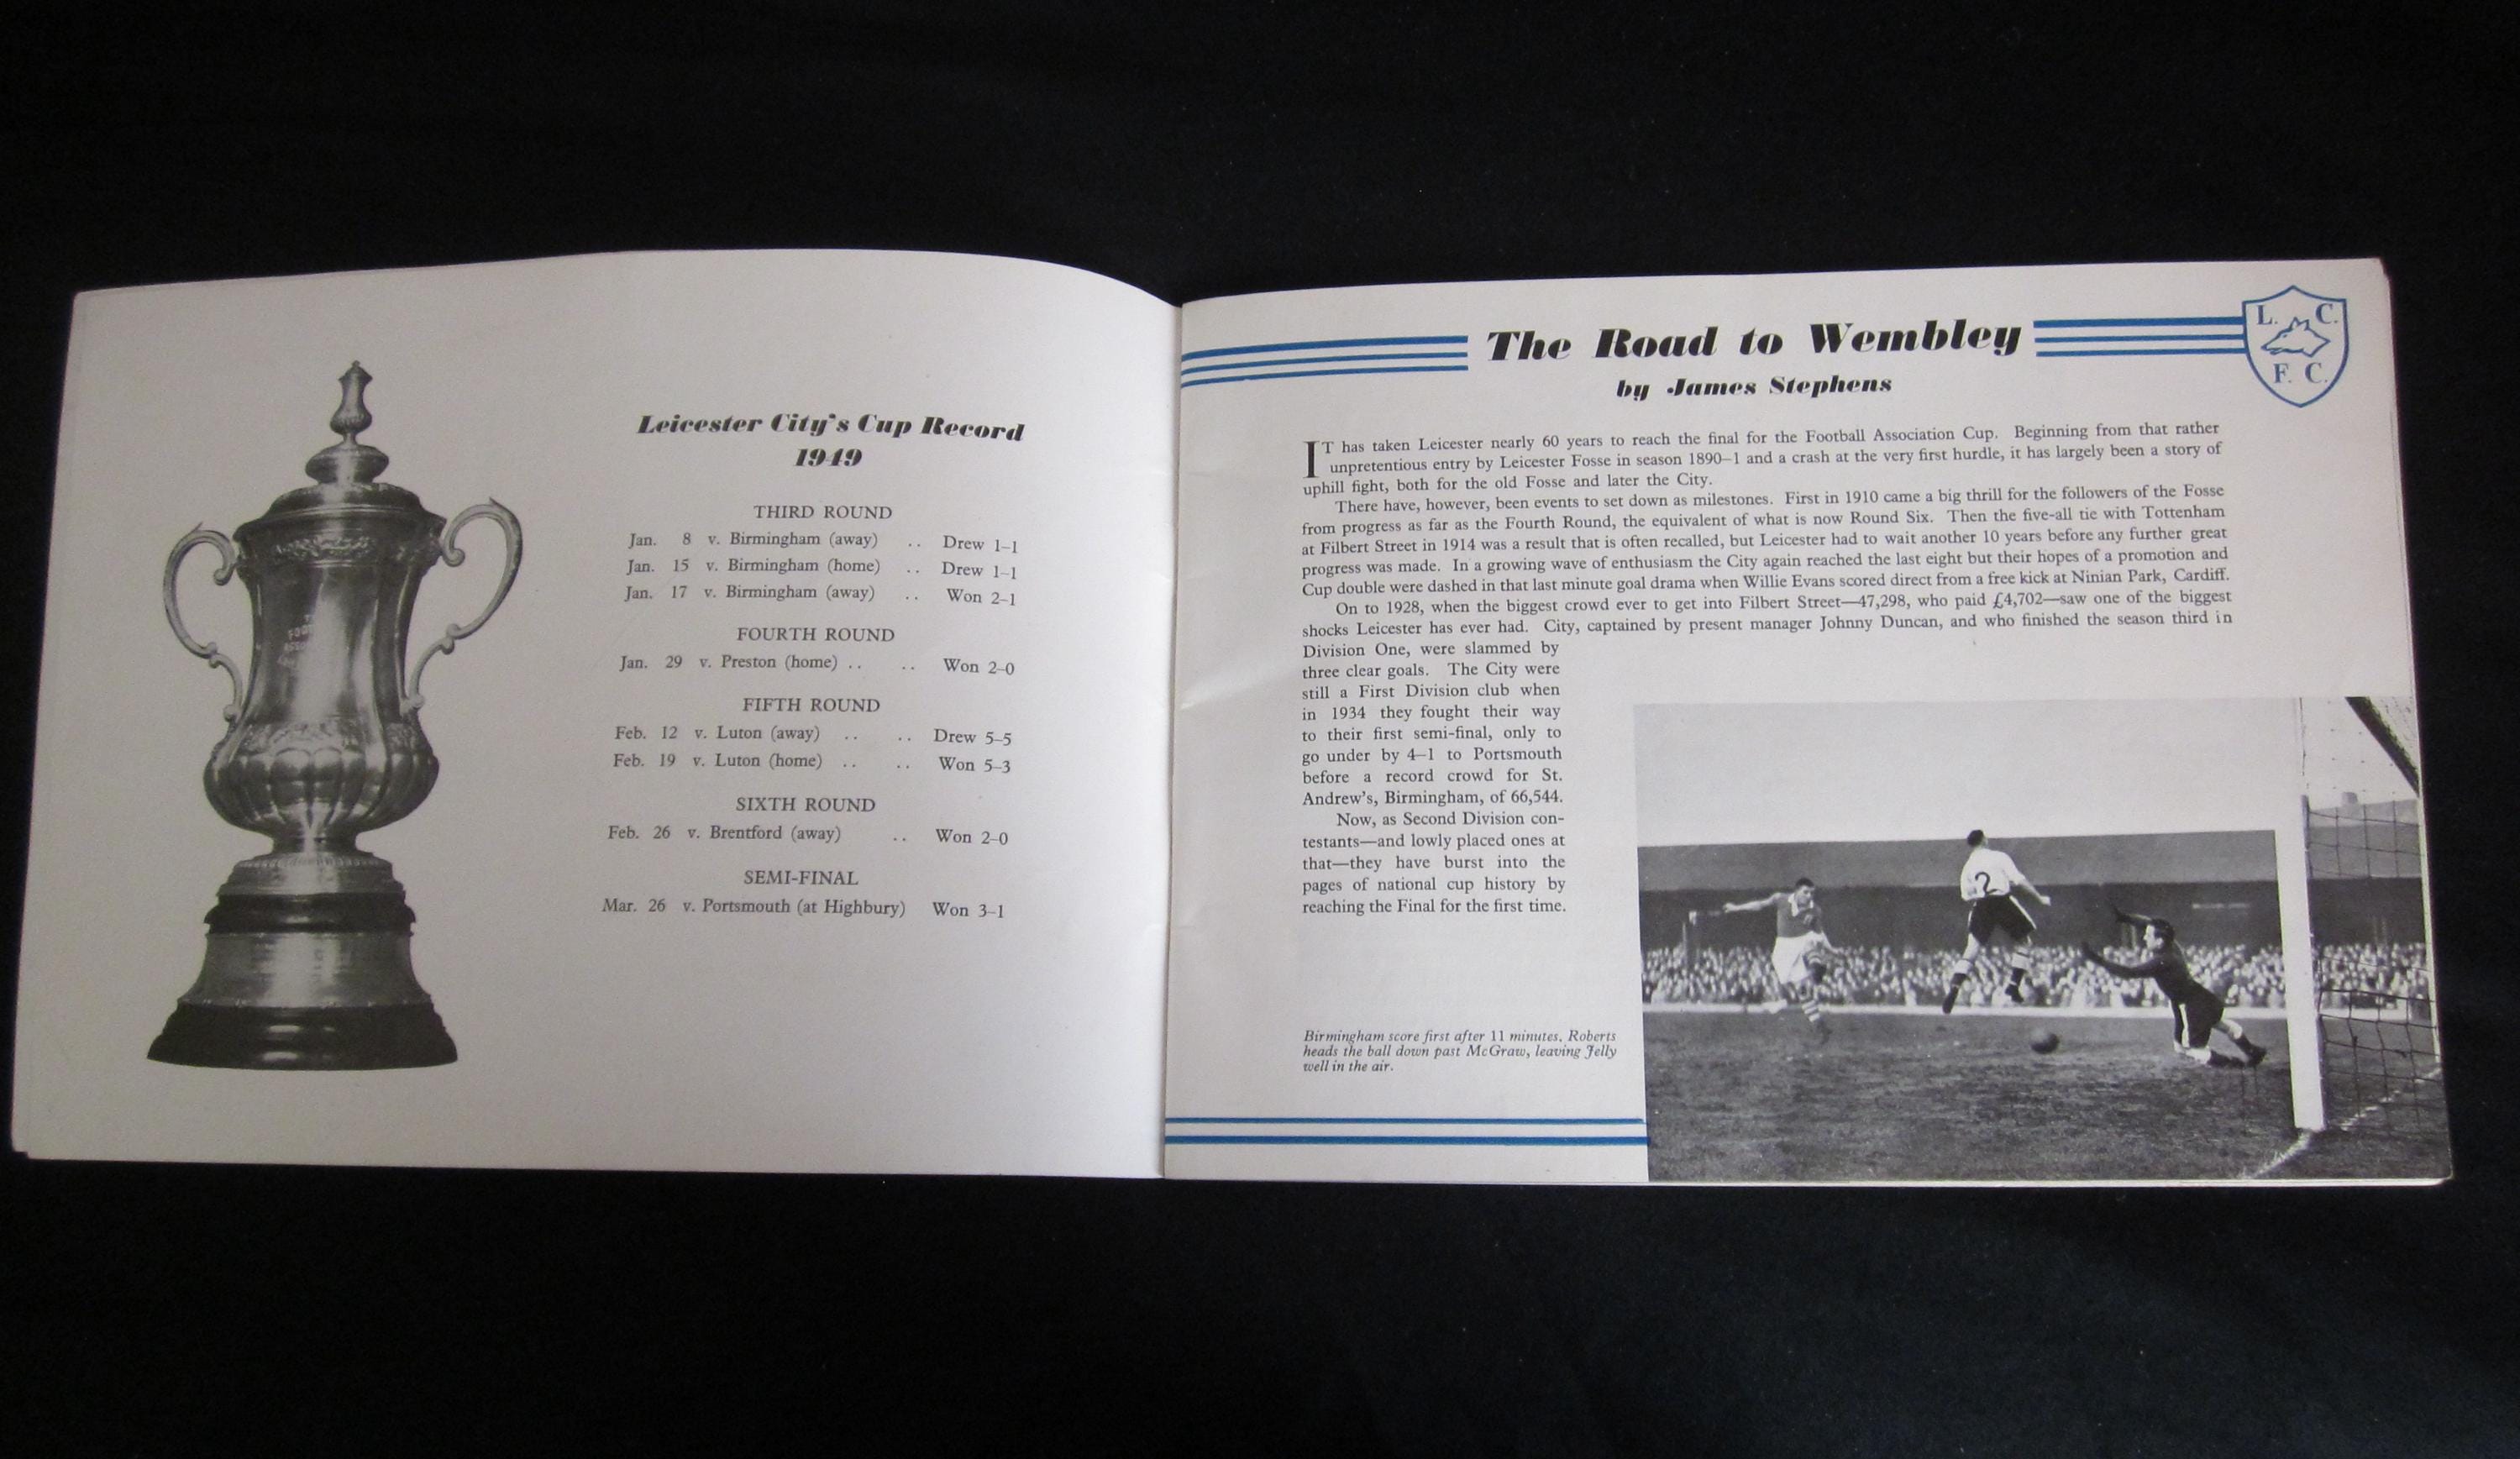 Leicester City's Cup Record
1949
THIRD ROUND
Jan. 8 v. Birmingham (away) .. Drew 1–1
Jan. 15 v. Birmingham (home) .. Drew 1–1
Jan. 17 v. Birmingham (away) .. Won 2–1
FOURTH ROUND
Jan. 29 v. Preston (home) .. .. Won 2–0
FIFTH ROUND
Feb. 12 v. Luton (away) .. .. Drew 5–5
Feb. 19 v. Luton (home) .. .. Won 5–3
SIXTH ROUND
Feb. 26 v. Brentford (away) .. Won 2–0
SEMI-FINAL
Mar. 26 v. Portsmouth (at Highbury) Won 3–1
The Road to Wembley
by James Stephens
L. C.
F. C.
IT has taken Leicester nearly 60 years to reach the final for the Football Association Cup. Beginning from that rather
unpretentious entry by Leicester Fosse in season 1890–1 and a crash at the very first hurdle, it has largely been a story of
uphill fight, both for the old Fosse and later the City.
There have, however, been events to set down as milestones. First in 1910 came a big thrill for the followers of the Fosse
from progress as far as the Fourth Round, the equivalent of what is now Round Six. Then the five-all tie with Tottenham
at Filbert Street in 1914 was a result that is often recalled, but Leicester had to wait another 10 years before any further great
progress was made. In a growing wave of enthusiasm the City again reached the last eight but their hopes of a promotion and
Cup double were dashed in that last minute goal drama when Willie Evans scored direct from a free kick at Ninian Park, Cardiff.
On to 1928, when the biggest crowd ever to get into Filbert Street—47,298, who paid £4,702—saw one of the biggest
shocks Leicester has ever had. City, captained by present manager Johnny Duncan, and who finished the season third in
Division One, were slammed by
three clear goals. The City were
still a First Division club when
in 1934 they fought their way
to their first semi-final, only to
go under by 4–1 to Portsmouth
before a record crowd for St.
Andrew's, Birmingham, of 66,544.
Now, as Second Division con-
testants—and lowly placed ones at
that—they have burst into the
pages of national cup history by
reaching the Final for the first time.
Birmingham score first after 11 minutes. Roberts
heads the ball down past McGraw, leaving Jelly
well in the air.
2